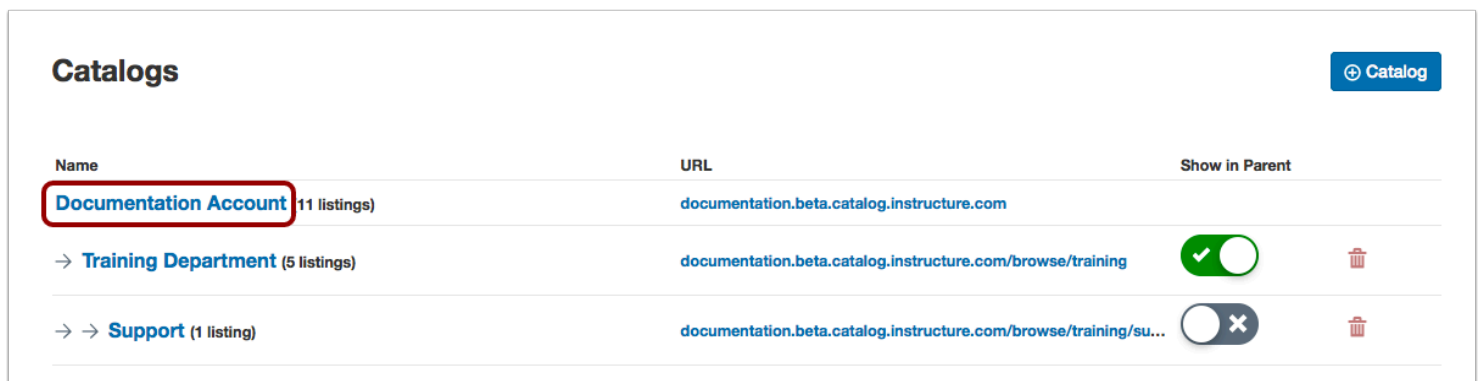 Catalogs
⊕ Catalog
Name URL Show in Parent
Documentation Account (11 listings) documentation.beta.catalog.instructure.com
→ Training Department (5 listings) documentation.beta.catalog.instructure.com/browse/training
→ → Support (1 listing) documentation.beta.catalog.instructure.com/browse/training/su...